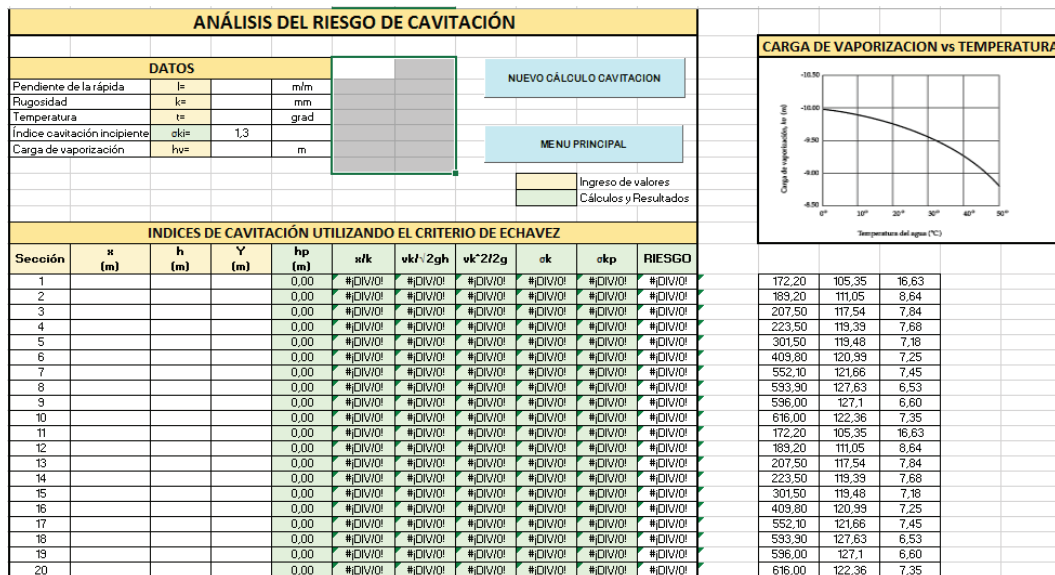 ANÁLISIS DEL RIESGO DE CAVITACIÓN
DATOS
Pendiente de la rápida I= m/m
Rugosidad k= mm
Temperatura t= grad
Índice cavitación incipiente σki= 1,3
Carga de vaporización hv= m
NUEVO CÁLCULO CAVITACION
MENU PRINCIPAL
Ingreso de valores
Cálculos y Resultados
CARGA DE VAPORIZACION vs TEMPERATURA
-10.50
-10.00
-9.50
-9.00
-8.50
Carga de vaporización, hv (m)
0° 10° 20° 30° 40° 50°
Temperatura del agua (°C)
INDICES DE CAVITACIÓN UTILIZANDO EL CRITERIO DE ECHAVEZ
Sección x (m) h (m) Y (m) hp (m) x/k vk/√2gh vk^2/2g σk σkp RIESGO
1 0,00 #¡DIV/0! #¡DIV/0! #¡DIV/0! #¡DIV/0! #¡DIV/0! #¡DIV/0! 172,20 105,35 16,63
2 0,00 #¡DIV/0! #¡DIV/0! #¡DIV/0! #¡DIV/0! #¡DIV/0! #¡DIV/0! 189,20 111,05 8,64
3 0,00 #¡DIV/0! #¡DIV/0! #¡DIV/0! #¡DIV/0! #¡DIV/0! #¡DIV/0! 207,50 117,54 7,84
4 0,00 #¡DIV/0! #¡DIV/0! #¡DIV/0! #¡DIV/0! #¡DIV/0! #¡DIV/0! 223,50 119,39 7,68
5 0,00 #¡DIV/0! #¡DIV/0! #¡DIV/0! #¡DIV/0! #¡DIV/0! #¡DIV/0! 301,50 119,48 7,18
6 0,00 #¡DIV/0! #¡DIV/0! #¡DIV/0! #¡DIV/0! #¡DIV/0! #¡DIV/0! 409,80 120,99 7,25
7 0,00 #¡DIV/0! #¡DIV/0! #¡DIV/0! #¡DIV/0! #¡DIV/0! #¡DIV/0! 552,10 121,66 7,45
8 0,00 #¡DIV/0! #¡DIV/0! #¡DIV/0! #¡DIV/0! #¡DIV/0! #¡DIV/0! 593,90 127,63 6,53
9 0,00 #¡DIV/0! #¡DIV/0! #¡DIV/0! #¡DIV/0! #¡DIV/0! #¡DIV/0! 596,00 127,1 6,60
10 0,00 #¡DIV/0! #¡DIV/0! #¡DIV/0! #¡DIV/0! #¡DIV/0! #¡DIV/0! 616,00 122,36 7,35
11 0,00 #¡DIV/0! #¡DIV/0! #¡DIV/0! #¡DIV/0! #¡DIV/0! #¡DIV/0! 172,20 105,35 16,63
12 0,00 #¡DIV/0! #¡DIV/0! #¡DIV/0! #¡DIV/0! #¡DIV/0! #¡DIV/0! 189,20 111,05 8,64
13 0,00 #¡DIV/0! #¡DIV/0! #¡DIV/0! #¡DIV/0! #¡DIV/0! #¡DIV/0! 207,50 117,54 7,84
14 0,00 #¡DIV/0! #¡DIV/0! #¡DIV/0! #¡DIV/0! #¡DIV/0! #¡DIV/0! 223,50 119,39 7,68
15 0,00 #¡DIV/0! #¡DIV/0! #¡DIV/0! #¡DIV/0! #¡DIV/0! #¡DIV/0! 301,50 119,48 7,18
16 0,00 #¡DIV/0! #¡DIV/0! #¡DIV/0! #¡DIV/0! #¡DIV/0! #¡DIV/0! 409,80 120,99 7,25
17 0,00 #¡DIV/0! #¡DIV/0! #¡DIV/0! #¡DIV/0! #¡DIV/0! #¡DIV/0! 552,10 121,66 7,45
18 0,00 #¡DIV/0! #¡DIV/0! #¡DIV/0! #¡DIV/0! #¡DIV/0! #¡DIV/0! 593,90 127,63 6,53
19 0,00 #¡DIV/0! #¡DIV/0! #¡DIV/0! #¡DIV/0! #¡DIV/0! #¡DIV/0! 596,00 127,1 6,60
20 0,00 #¡DIV/0! #¡DIV/0! #¡DIV/0! #¡DIV/0! #¡DIV/0! #¡DIV/0! 616,00 122,36 7,35